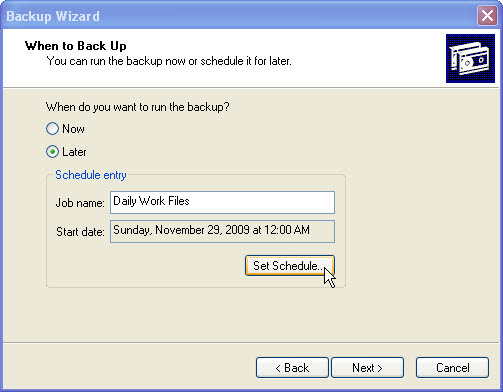 Backup Wizard
When to Back Up
You can run the backup now or schedule it for later.
When do you want to run the backup?
Now
Later
Schedule entry
Job name: Daily Work Files
Start date: Sunday, November 29, 2009 at 12:00 AM
Set Schedule...
< Back Next > Cancel